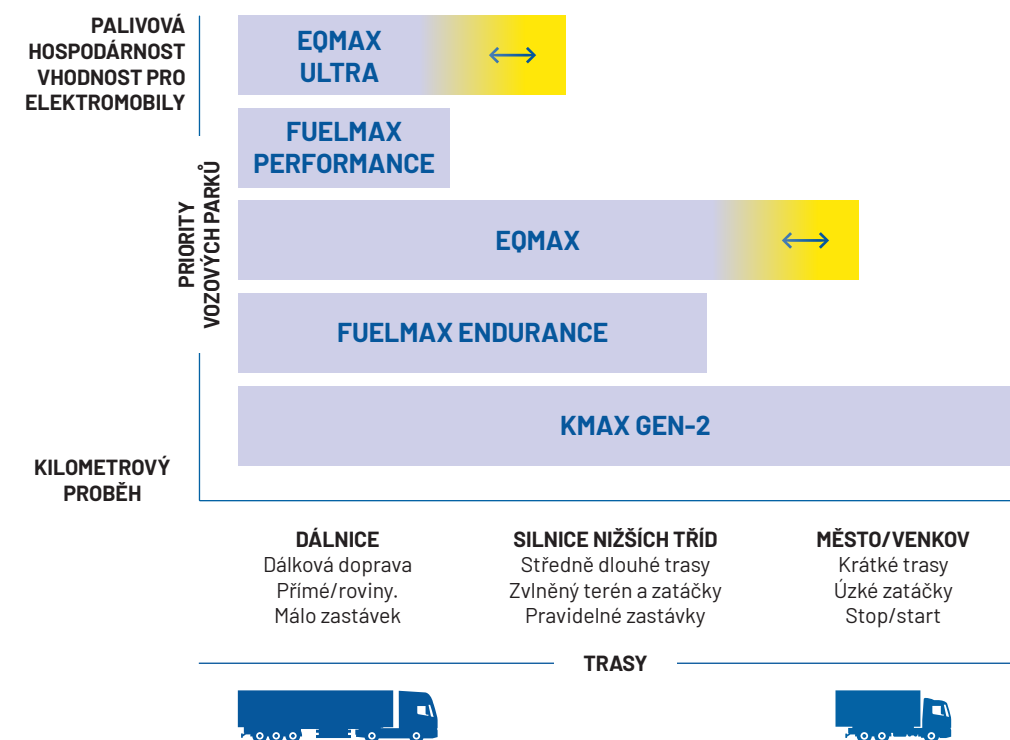 PALIVOVÁ
HOSPODÁRNOST
VHODNOST PRO
ELEKTROMOBILY
EQMAX
ULTRA
FUELMAX
PERFORMANCE
PRIORITY
VOZOVÝCH PARKŮ
EQMAX
FUELMAX ENDURANCE
KMAX GEN-2
KILOMETROVÝ
PROBĚH
DÁLNICE
Dálková doprava
Přímé/roviny.
Málo zastávek
SILNICE NIŽŠÍCH TŘÍD
Středně dlouhé trasy
Zvlněný terén a zatáčky
Pravidelné zastávky
MĚSTO/VENKOV
Krátké trasy
Úzké zatáčky
Stop/start
TRASY